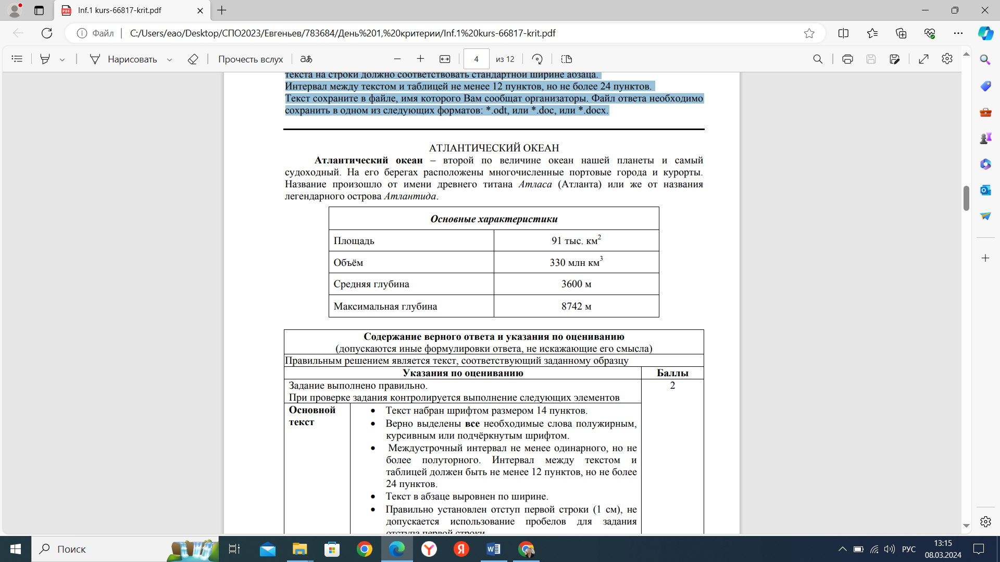 Inf.1 kurs-66817-krit.pdf
Файл
C:/Users/eao/Desktop/СПО2023/Евгеньев/783684/День%201,%20критерии/Inf.1%20kurs-66817-krit.pdf
Нарисовать
Прочесть вслух
аあ
4 из 12
текста на строки должно соответствовать стандартной ширине абзаца.
Интервал между текстом и таблицей не менее 12 пунктов, но не более 24 пунктов.
Текст сохраните в файле, имя которого Вам сообщат организаторы. Файл ответа необходимо
сохранить в одном из следующих форматов: *.odt, или *.doc, или *.docx.
АТЛАНТИЧЕСКИЙ ОКЕАН
Атлантический океан – второй по величине океан нашей планеты и самый
судоходный. На его берегах расположены многочисленные портовые города и курорты.
Название произошло от имени древнего титана Атласа (Атланта) или же от названия
легендарного острова Атлантида.
Основные характеристики
Площадь 91 тыс. км2
Объём 330 млн км3
Средняя глубина 3600 м
Максимальная глубина 8742 м
Содержание верного ответа и указания по оцениванию
(допускаются иные формулировки ответа, не искажающие его смысла)
Правильным решением является текст, соответствующий заданному образцу
Указания по оцениванию Баллы
Задание выполнено правильно. 2
При проверке задания контролируется выполнение следующих элементов
Основной
текст
• Текст набран шрифтом размером 14 пунктов.
• Верно выделены все необходимые слова полужирным,
курсивным или подчёркнутым шрифтом.
• Междустрочный интервал не менее одинарного, но не
более полуторного. Интервал между текстом и
таблицей должен быть не менее 12 пунктов, но не более
24 пунктов.
• Текст в абзаце выровнен по ширине.
• Правильно установлен отступ первой строки (1 см), не
допускается использование пробелов для задания
отступа первой строки
Поиск
РУС
13:15
08.03.2024